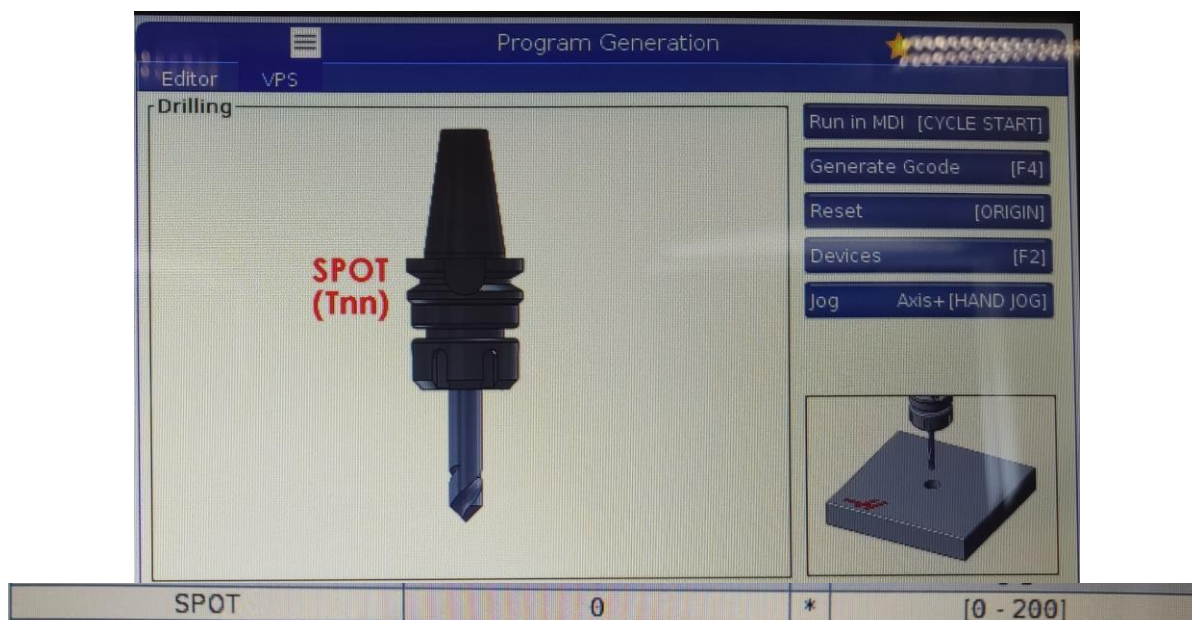 Program Generation
Editor VPS
Drilling
SPOT
(Tnn)
Run in MDI [CYCLE START]
Generate Gcode [F4]
Reset [ORIGIN]
Devices [F2]
Jog Axis+[HAND JOG]
SPOT 0 * [0 - 200]